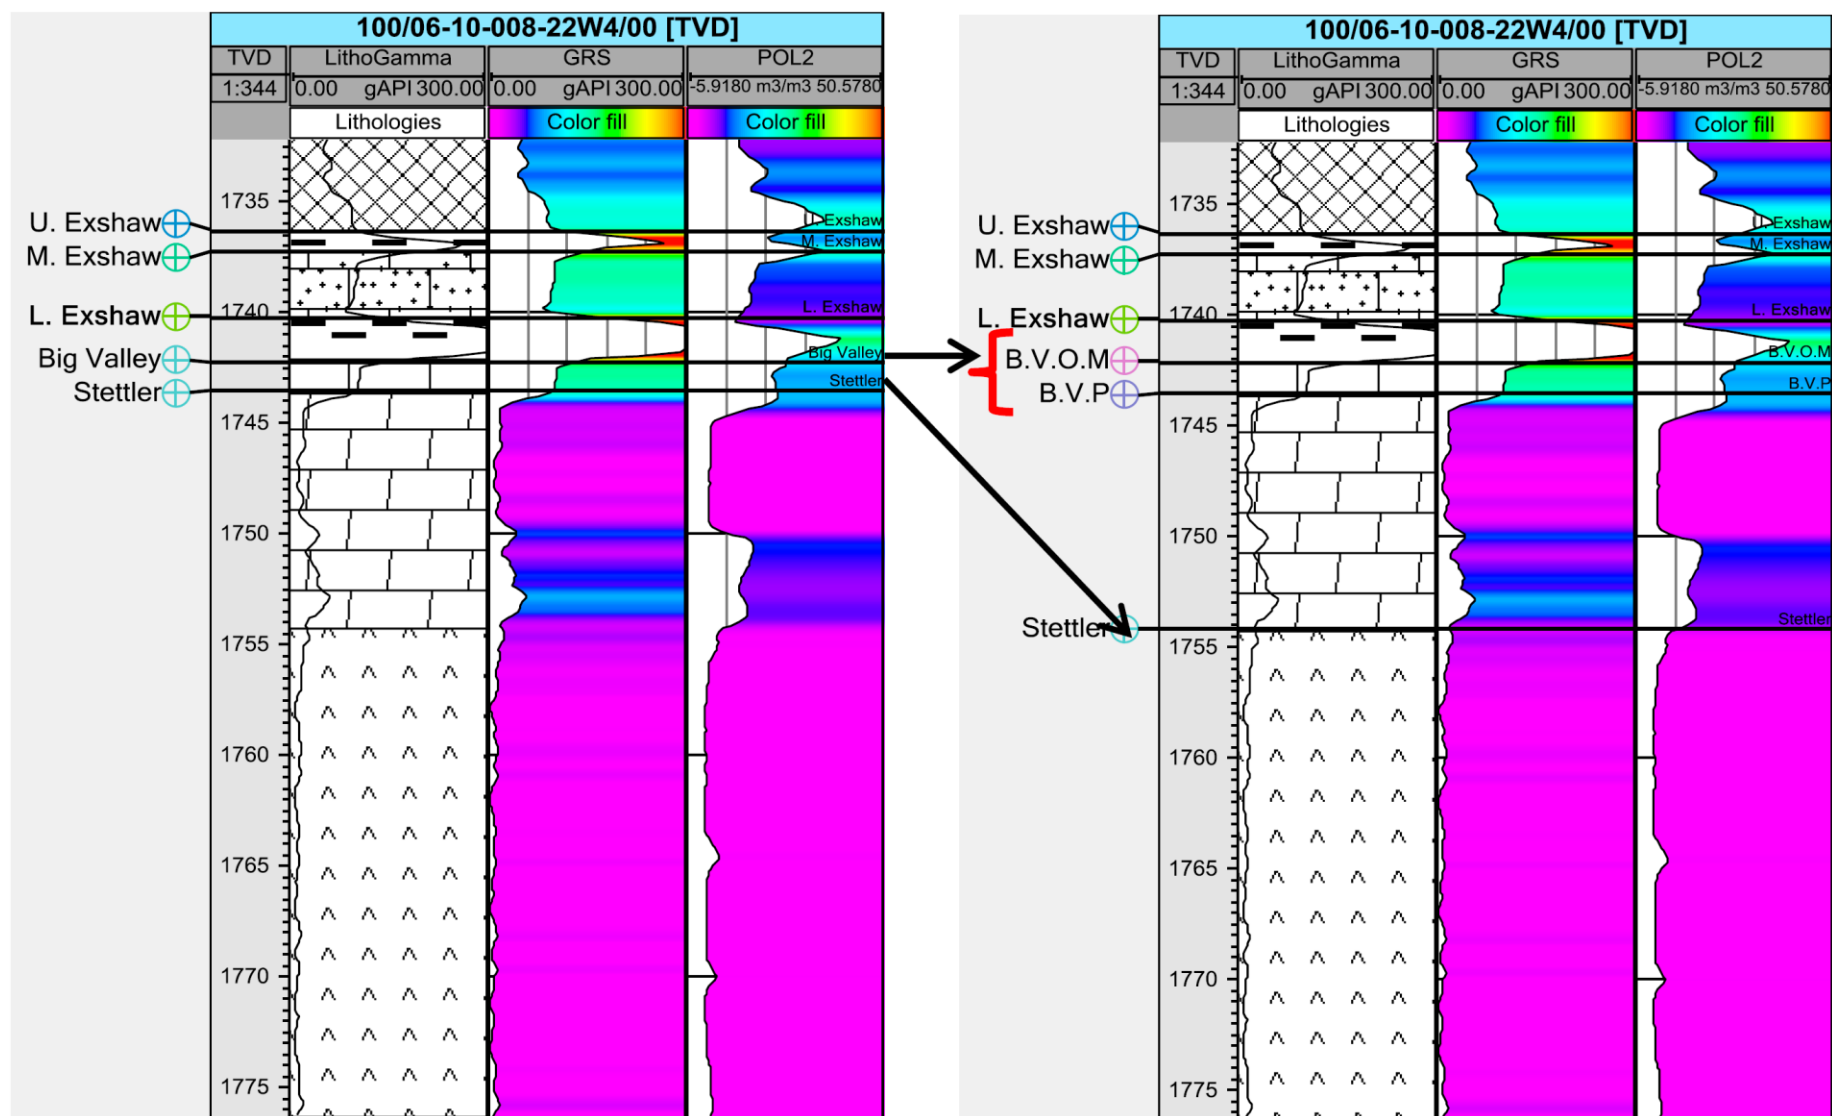 100/06-10-008-22W4/00 [TVD]
TVD LithoGamma GRS POL2
1:344 0.00 gAPI 300.00 0.00 gAPI 300.00 -5.9180 m3/m3 50.5780
Lithologies Color fill Color fill
1735
U. Exshaw
Exshaw
M. Exshaw
M. Exshaw
L. Exshaw
1740
L. Exshaw
Big Valley
Big Valley
Stettler
Stettler
1745
1750
1755
1760
1765
1770
1775
100/06-10-008-22W4/00 [TVD]
TVD LithoGamma GRS POL2
1:344 0.00 gAPI 300.00 0.00 gAPI 300.00 -5.9180 m3/m3 50.5780
Lithologies Color fill Color fill
1735
U. Exshaw
Exshaw
M. Exshaw
M. Exshaw
L. Exshaw
1740
L. Exshaw
B.V.O.M
B.V.O.M
B.V.P
B.V.P
1745
1750
Stettler
Stettler
1755
1760
1765
1770
1775